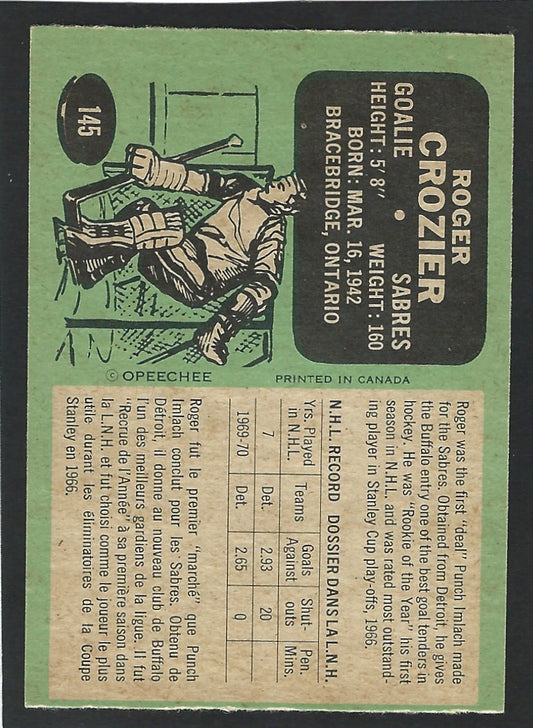 ROGER
CROZIER
GOALIE • SABRES
HEIGHT: 5' 8" WEIGHT: 160
BORN: MAR. 16, 1942
BRACEBRIDGE, ONTARIO
145
© OPEECHEE
PRINTED IN CANADA
Roger was the first "deal" Punch Imlach made
for the Sabres. Obtained from Detroit, he gives
the Buffalo entry one of the best goal tenders in
hockey. He was "Rookie of the Year" his first
season in N.H.L. and was rated most outstand-
ing player in Stanley Cup play-offs, 1966.
N.H.L. RECORD DOSSIER DANS LA L.N.H.
Yrs. Played Teams Goals Shut- Pen.
in N.H.L. Against outs Mins.
7 Det. 2.93 20
1969-70 Det. 2.65 0
Roger fut le premier "marché" que Punch
Imlach conclut pour les Sabres. Obtenu de
Détroit, il donne au nouveau club de Buffalo
l'un des meilleurs gardiens de la ligue. Il fut
"Recrue de l'Année" à sa première saison dans
la L.N.H. et fut choisi comme le joueur le plus
utile durant les éliminatoires de la Coupe
Stanley en 1966.